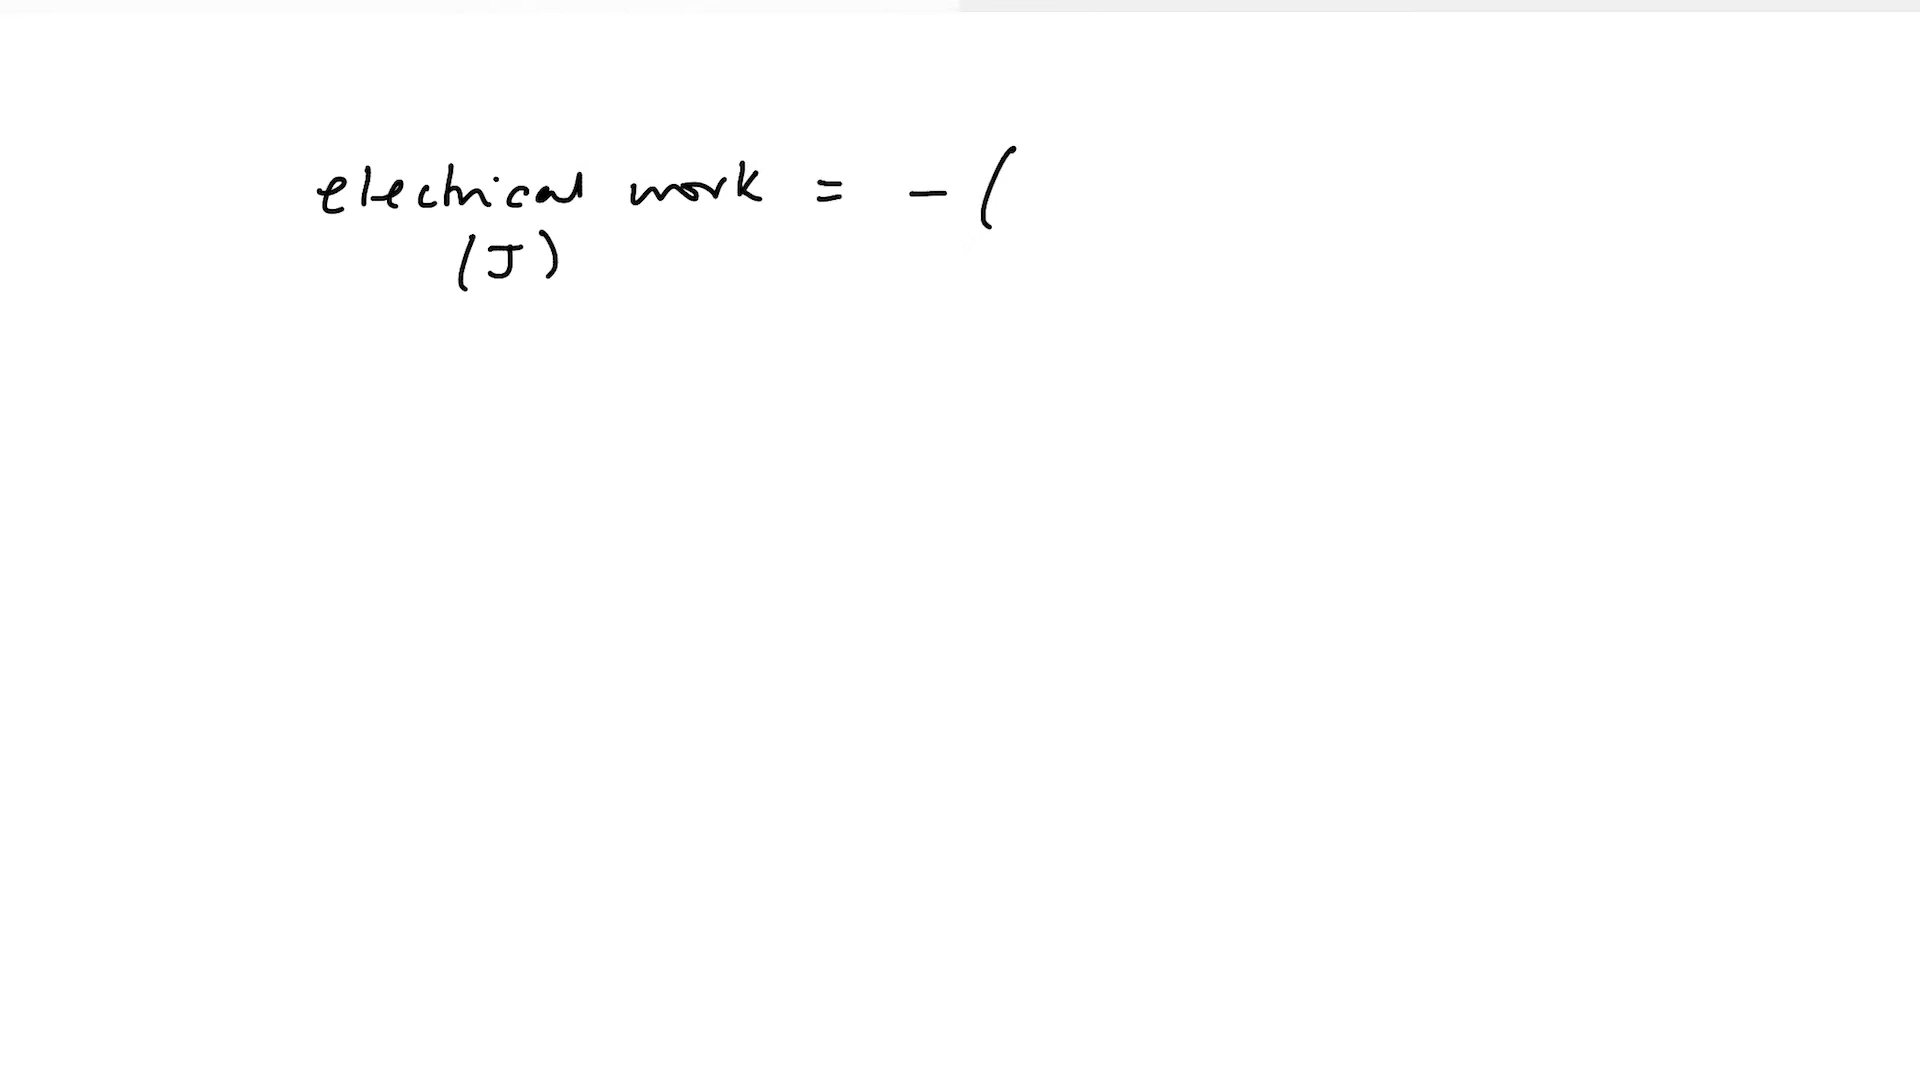 electrical work = - (
(J)